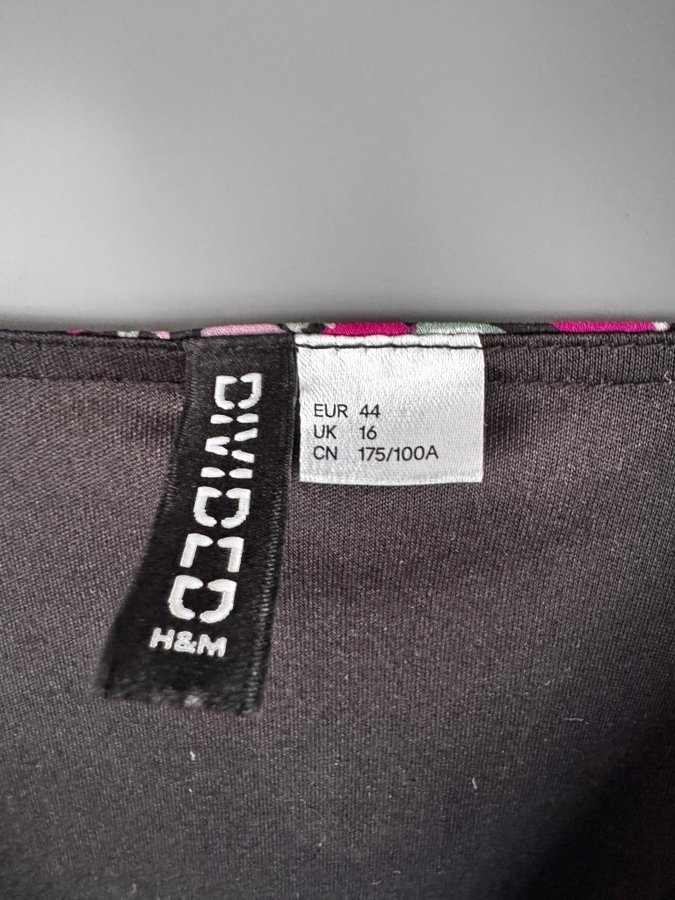 DIVIDED
H&M
EUR 44
UK 16
CN 175/100A